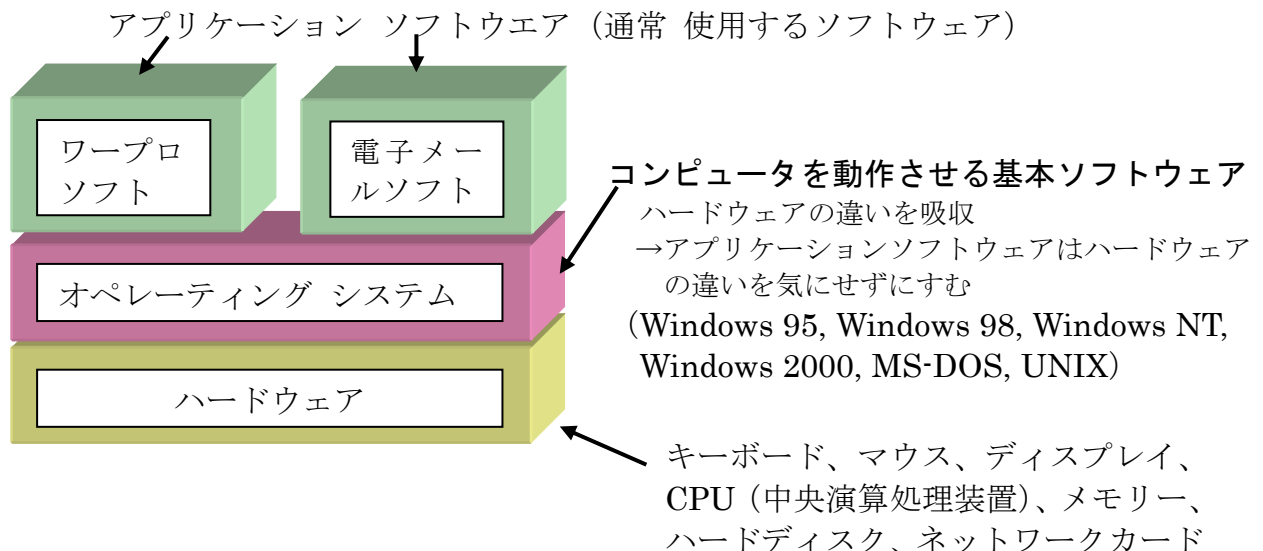 アプリケーション ソフトウエア（通常 使用するソフトウェア）
ワープロ
ソフト
電子メー
ルソフト
コンピュータを動作させる基本ソフトウェア
ハードウェアの違いを吸収
→アプリケーションソフトウェアはハードウェア
の違いを気にせずにすむ
（Windows 95, Windows 98, Windows NT,
Windows 2000, MS-DOS, UNIX）
オペレーティング システム
ハードウェア
キーボード、マウス、ディスプレイ、
CPU（中央演算処理装置）、メモリー、
ハードディスク、ネットワークカード